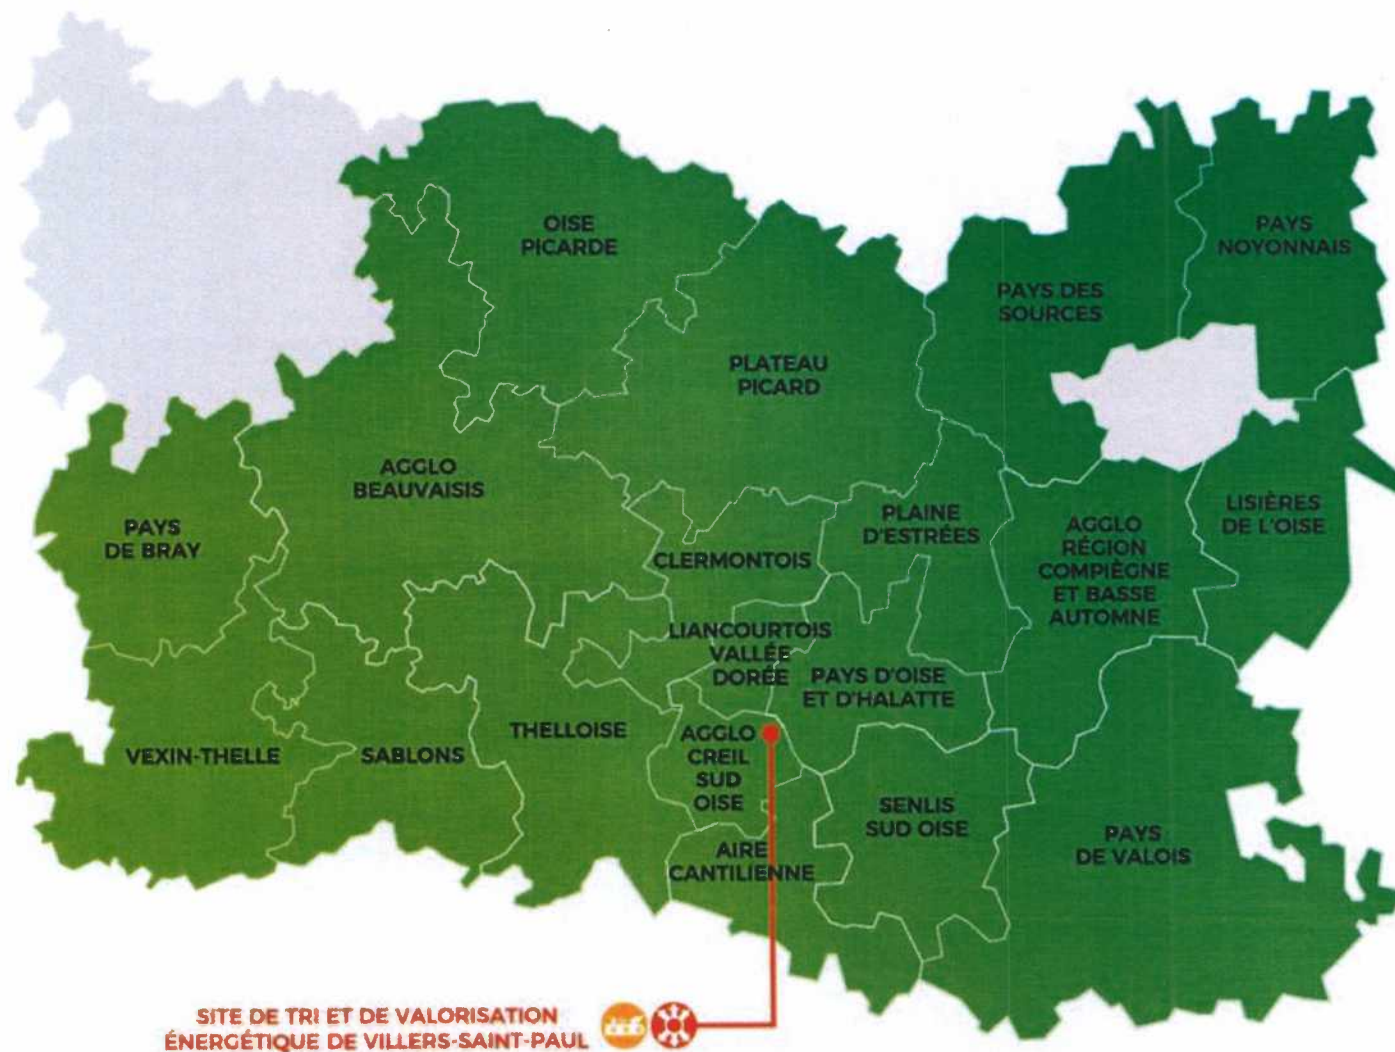 OISE
PICARDE
PAYS
NOYONNAIS
PAYS DES
SOURCES
PLATEAU
PICARD
AGGLO
BEAUVAISIS
PAYS
DE BRAY
CLERMONTOIS
PLAINE
D'ESTRÉES
AGGLO
RÉGION
COMPIÈGNE
ET BASSE
AUTOMNE
LISIÈRES
DE L'OISE
LIANCOURTOIS
VALLÉE
DORÉE
PAYS D'OISE
ET D'HALATTE
VEXIN-THELLE
SABLONS
THELLOISE
AGGLO
CREIL
SUD
OISE
SENLIS
SUD OISE
PAYS
DE VALOIS
AIRE
CANTILIENNE
SITE DE TRI ET DE VALORISATION
ÉNERGÉTIQUE DE VILLERS-SAINT-PAUL